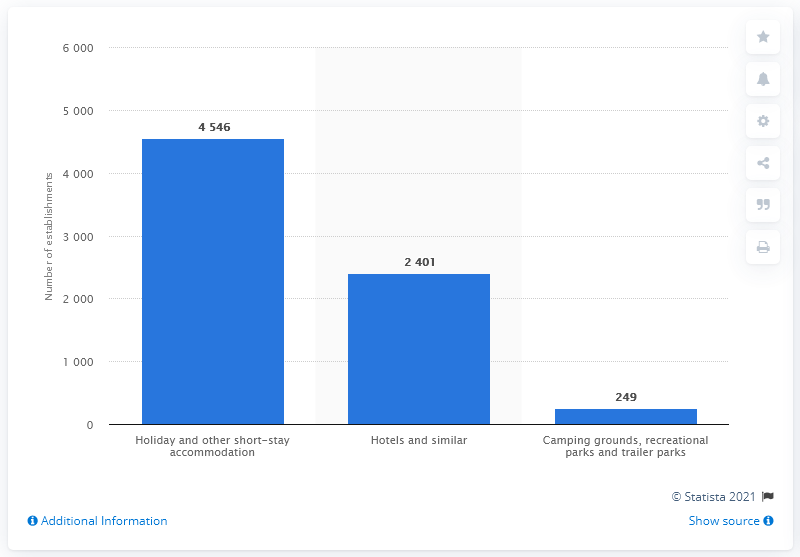 6 000
5 000
4 000
3 000
2 000
1 000
0
Number of establishments
4 546
2 401
249
Holiday and other short-stay
accommodation
Hotels and similar
Camping grounds, recreational
parks and trailer parks
© Statista 2021
Additional Information
Show source